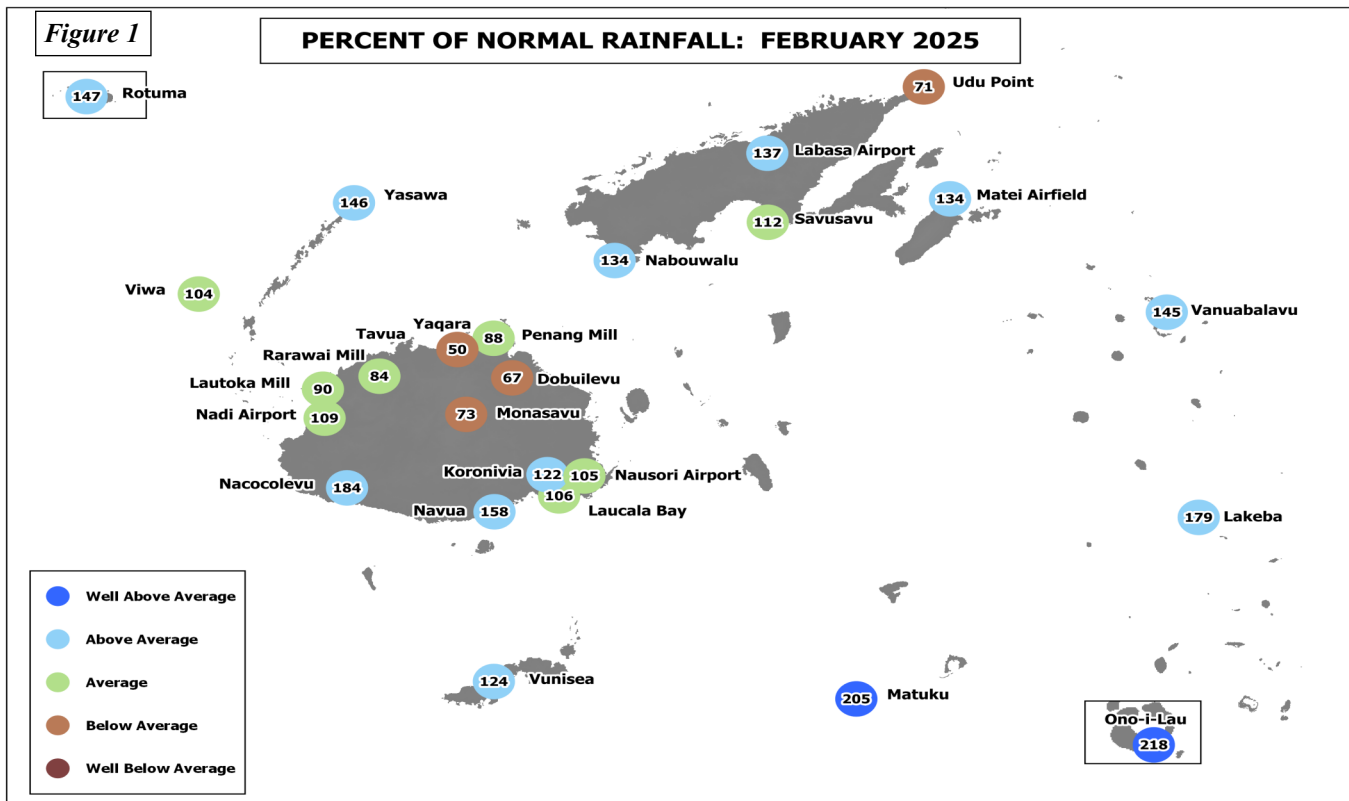 Figure 1
PERCENT OF NORMAL RAINFALL: FEBRUARY 2025
147 Rotuma
71 Udu Point
137 Labasa Airport
146 Yasawa
134 Matei Airfield
112 Savusavu
134 Nabouwalu
Viwa 104
145 Vanuabalavu
Yaqara 50
Tavua
88 Penang Mill
Rarawai Mill 84
67 Dobuilevu
Lautoka Mill 90
Nadi Airport 109
73 Monasavu
Koronivia 122
105 Nausori Airport
Nacocolevu 184
106 Laucala Bay
Navua 158
179 Lakeba
124 Vunisea
205 Matuku
Ono-i-Lau
218
Well Above Average
Above Average
Average
Below Average
Well Below Average